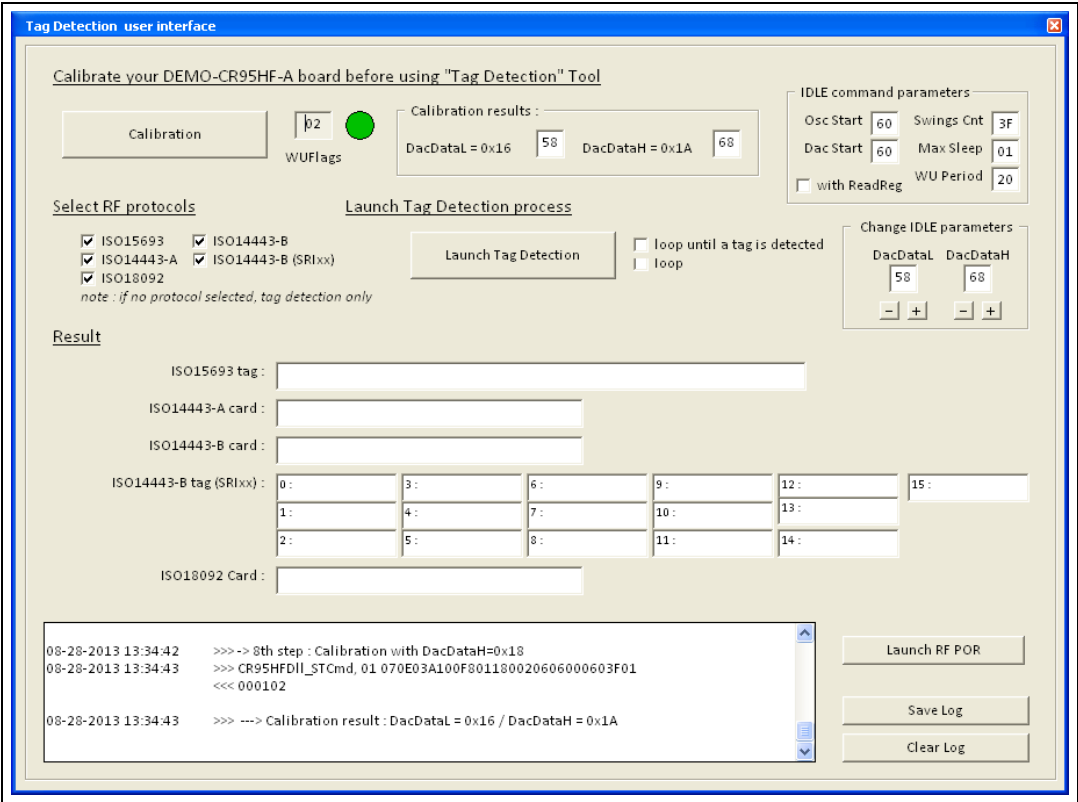 Tag Detection user interface
Calibrate your DEMO-CR95HF-A board before using "Tag Detection" Tool
Calibration
02
WUFlags
Calibration results :
DacDataL = 0x16
58
DacDataH = 0x1A
68
IDLE command parameters
Osc Start 60 Swings Cnt 3F
Dac Start 60 Max Sleep 01
with ReadReg WU Period 20
Select RF protocols
ISO15693 ISO14443-B
ISO14443-A ISO14443-B (SRIxx)
ISO18092
note : if no protocol selected, tag detection only
Launch Tag Detection process
Launch Tag Detection
loop until a tag is detected
loop
Change IDLE parameters
DacDataL DacDataH
58 68
- + - +
Result
ISO15693 tag :
ISO14443-A card :
ISO14443-B card :
ISO14443-B tag (SRIxx) : 0 : 3 : 6 : 9 : 12 : 15 :
1 : 4 : 7 : 10 : 13 :
2 : 5 : 8 : 11 : 14 :
ISO18092 Card :
08-28-2013 13:34:42 >>> -> 8th step : Calibration with DacDataH=0x18
08-28-2013 13:34:43 >>> CR95HFDll_STCmd, 01 070E03A100F801180020606000603F01
<<< 000102
08-28-2013 13:34:43 >>> ---> Calibration result : DacDataL = 0x16 / DacDataH = 0x1A
Launch RF POR
Save Log
Clear Log